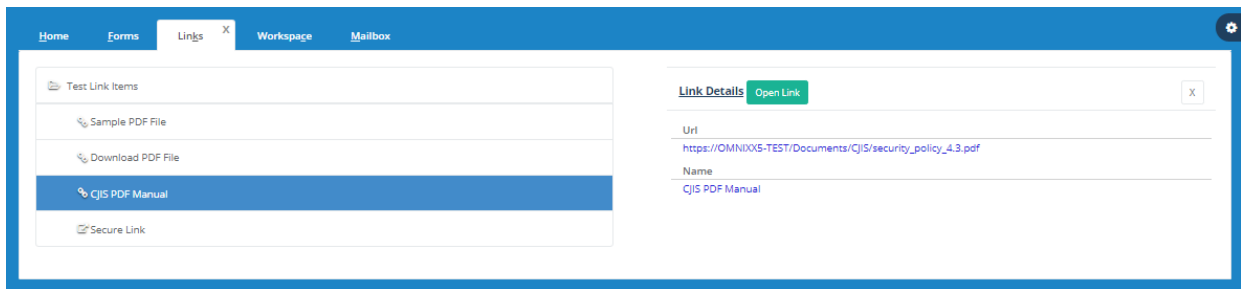 Home Forms Links X Workspace Mailbox
Test Link Items
Sample PDF File
Download PDF File
CJIS PDF Manual
Secure Link
Link Details Open Link X
Url
https://OMNIXX5-TEST/Documents/CJIS/security_policy_4.3.pdf
Name
CJIS PDF Manual